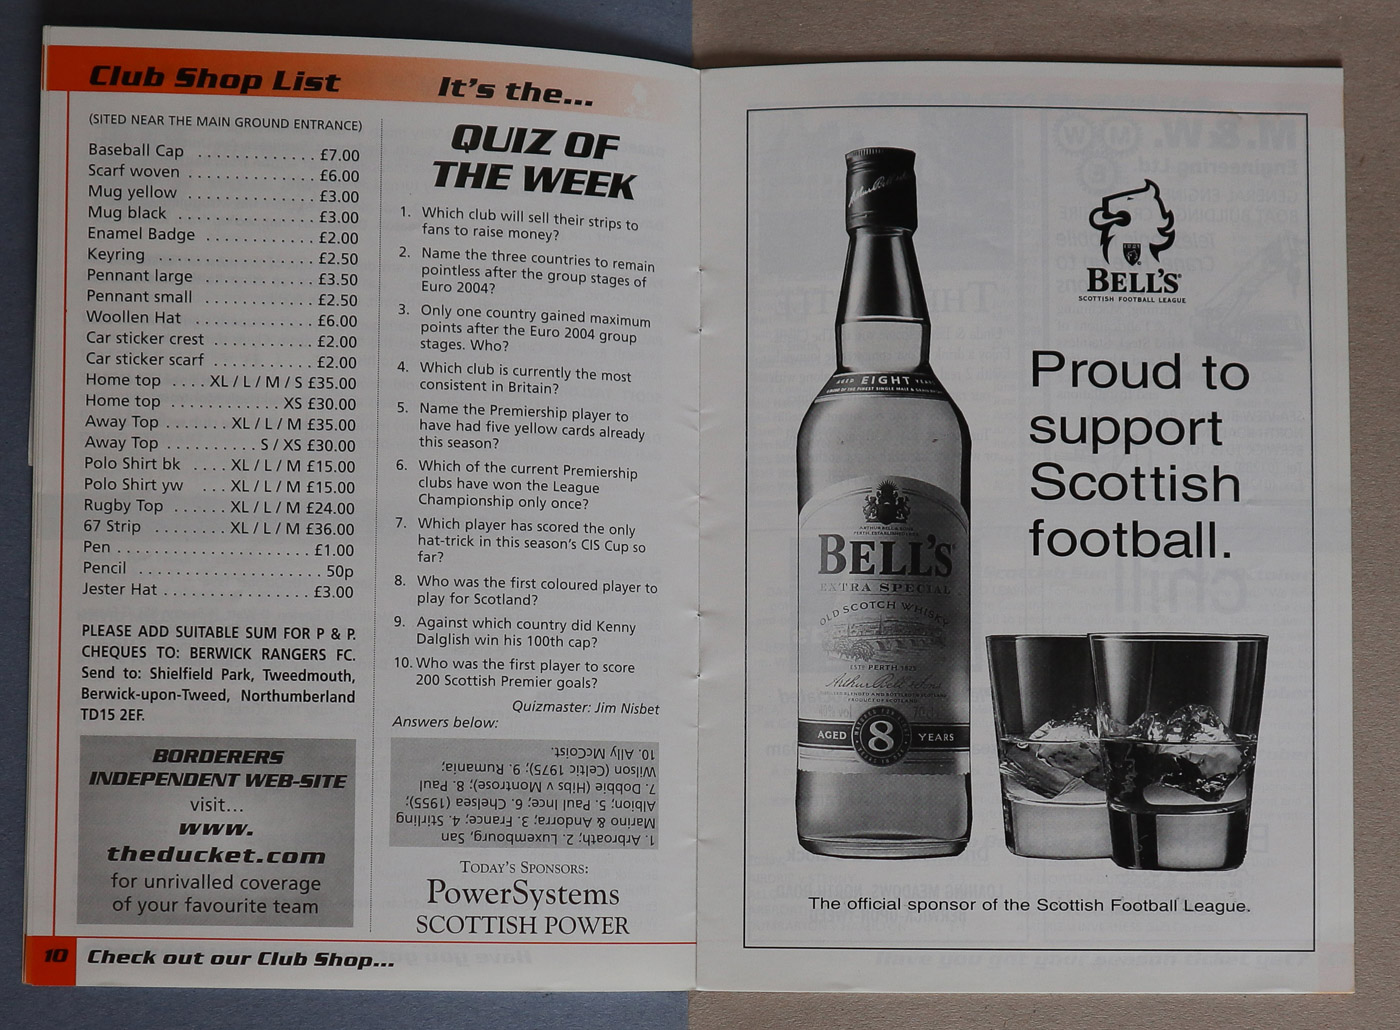 Club Shop List
(SITED NEAR THE MAIN GROUND ENTRANCE)
Baseball Cap . . . . . . . . . . . . . £7.00
Scarf woven . . . . . . . . . . . . . . £6.00
Mug yellow . . . . . . . . . . . . . . . £3.00
Mug black . . . . . . . . . . . . . . . . £3.00
Enamel Badge . . . . . . . . . . . . £2.00
Keyring . . . . . . . . . . . . . . . . . . £2.50
Pennant large . . . . . . . . . . . . £3.50
Pennant small . . . . . . . . . . . . £2.50
Woollen Hat . . . . . . . . . . . . . £6.00
Car sticker crest . . . . . . . . . . £2.00
Car sticker scarf . . . . . . . . . . £2.00
Home top . . . . XL / L / M / S £35.00
Home top . . . . . . . . . . . . XS £30.00
Away Top . . . . . . . XL / L / M £35.00
Away Top . . . . . . . . . . S / XS £30.00
Polo Shirt bk . . . . XL / L / M £15.00
Polo Shirt yw . . . XL / L / M £15.00
Rugby Top . . . . . . XL / L / M £24.00
67 Strip . . . . . . . . XL / L / M £36.00
Pen . . . . . . . . . . . . . . . . . . . . . . £1.00
Pencil . . . . . . . . . . . . . . . . . . . . . 50p
Jester Hat . . . . . . . . . . . . . . . . £3.00
PLEASE ADD SUITABLE SUM FOR P & P.
CHEQUES TO: BERWICK RANGERS FC.
Send to: Shielfield Park, Tweedmouth,
Berwick-upon-Tweed, Northumberland
TD15 2EF.
BORDERERS
INDEPENDENT WEB-SITE
visit...
www.
theducket.com
for unrivalled coverage
of your favourite team
10 Check out our Club Shop...
It's the...
QUIZ OF
THE WEEK
1. Which club will sell their strips to
fans to raise money?
2. Name the three countries to remain
pointless after the group stages of
Euro 2004?
3. Only one country gained maximum
points after the Euro 2004 group
stages. Who?
4. Which club is currently the most
consistent in Britain?
5. Name the Premiership player to
have had five yellow cards already
this season?
6. Which of the current Premiership
clubs have won the League
Championship only once?
7. Which player has scored the only
hat-trick in this season's CIS Cup so
far?
8. Who was the first coloured player to
play for Scotland?
9. Against which country did Kenny
Dalglish win his 100th cap?
10. Who was the first player to score
200 Scottish Premier goals?
Quizmaster: Jim Nisbet
Answers below:
1. Arbroath; 2. Luxembourg, San
Marino & Andorra; 3. France; 4. Stirling
Albion; 5. Paul Ince; 6. Chelsea (1955);
7. Dobbie (Hibs v Montrose); 8. Paul
Wilson (Celtic 1975); 9. Rumania;
10. Ally McCoist.
TODAY'S SPONSORS:
PowerSystems
SCOTTISH POWER
BELL'S
SCOTTISH FOOTBALL LEAGUE
Proud to
support
Scottish
football.
AGED EIGHT YEARS
BELL'S
EXTRA SPECIAL
OLD SCOTCH WHISKY
ESTD PERTH 1825
Arthur Bell & Sons
PRODUCT OF SCOTLAND
AGED 8 YEARS
The official sponsor of the Scottish Football League.